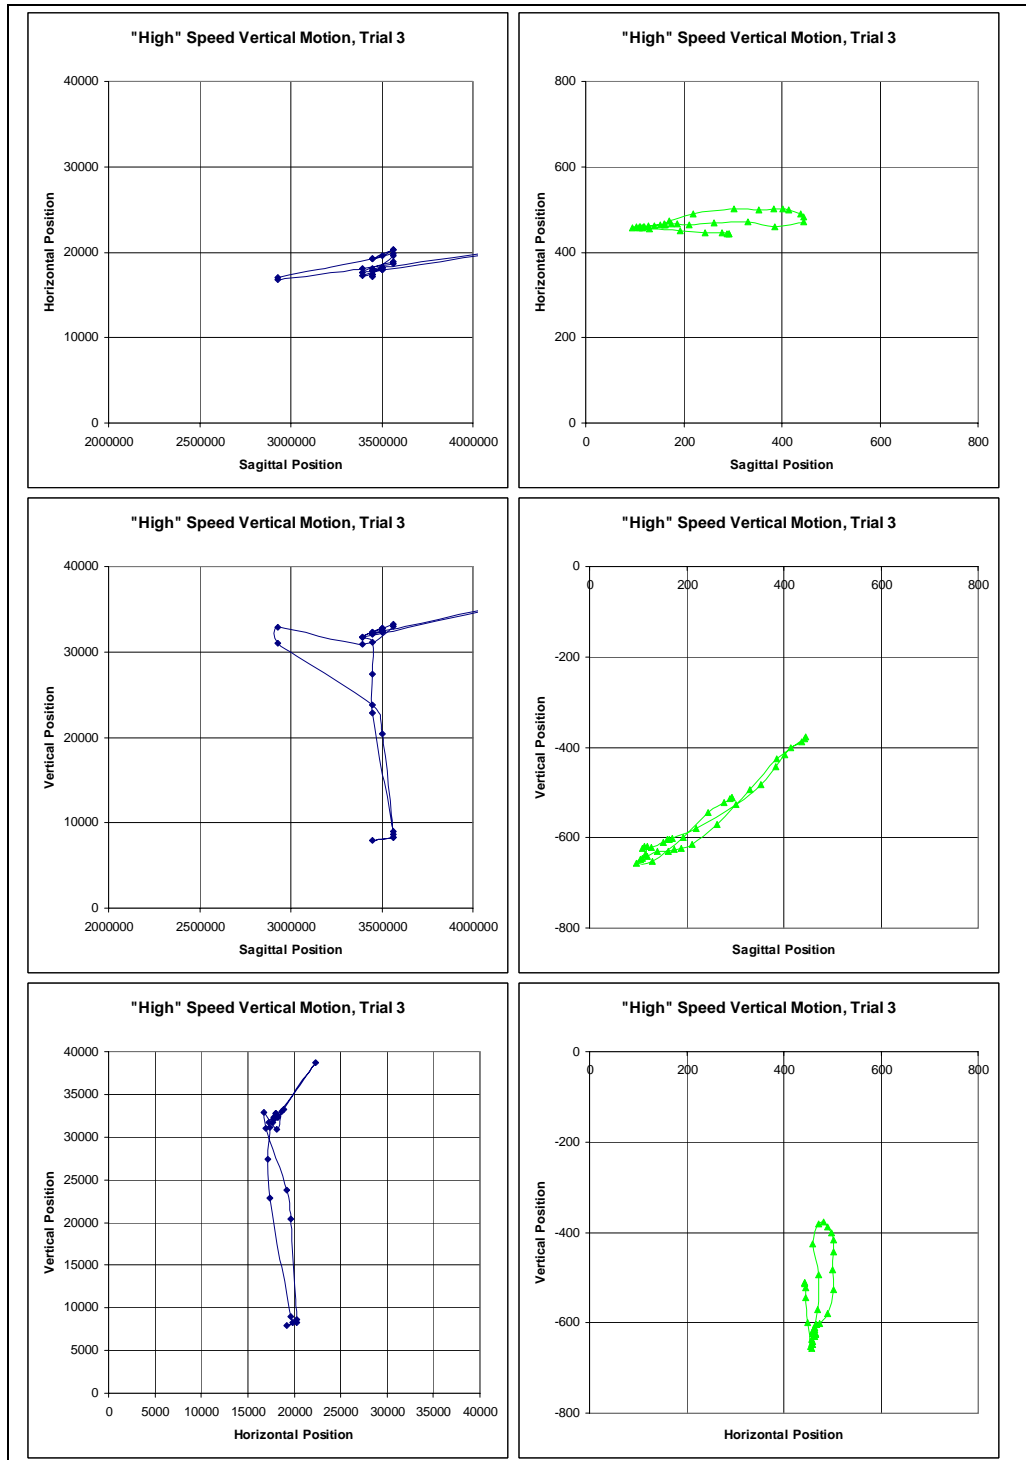 "High" Speed Vertical Motion, Trial 3
40000
30000
20000
10000
0
2000000 2500000 3000000 3500000 4000000
Horizontal Position
Sagittal Position
"High" Speed Vertical Motion, Trial 3
800
600
400
200
0
0 200 400 600 800
Horizontal Position
Sagittal Position
"High" Speed Vertical Motion, Trial 3
40000
30000
20000
10000
0
2000000 2500000 3000000 3500000 4000000
Vertical Position
Sagittal Position
"High" Speed Vertical Motion, Trial 3
0
0 200 400 600 800
-200
-400
-600
-800
Vertical Position
Sagittal Position
"High" Speed Vertical Motion, Trial 3
40000
35000
30000
25000
20000
15000
10000
5000
0
0 5000 10000 15000 20000 25000 30000 35000 40000
Vertical Position
Horizontal Position
"High" Speed Vertical Motion, Trial 3
0
0 200 400 600 800
-200
-400
-600
-800
Vertical Position
Horizontal Position